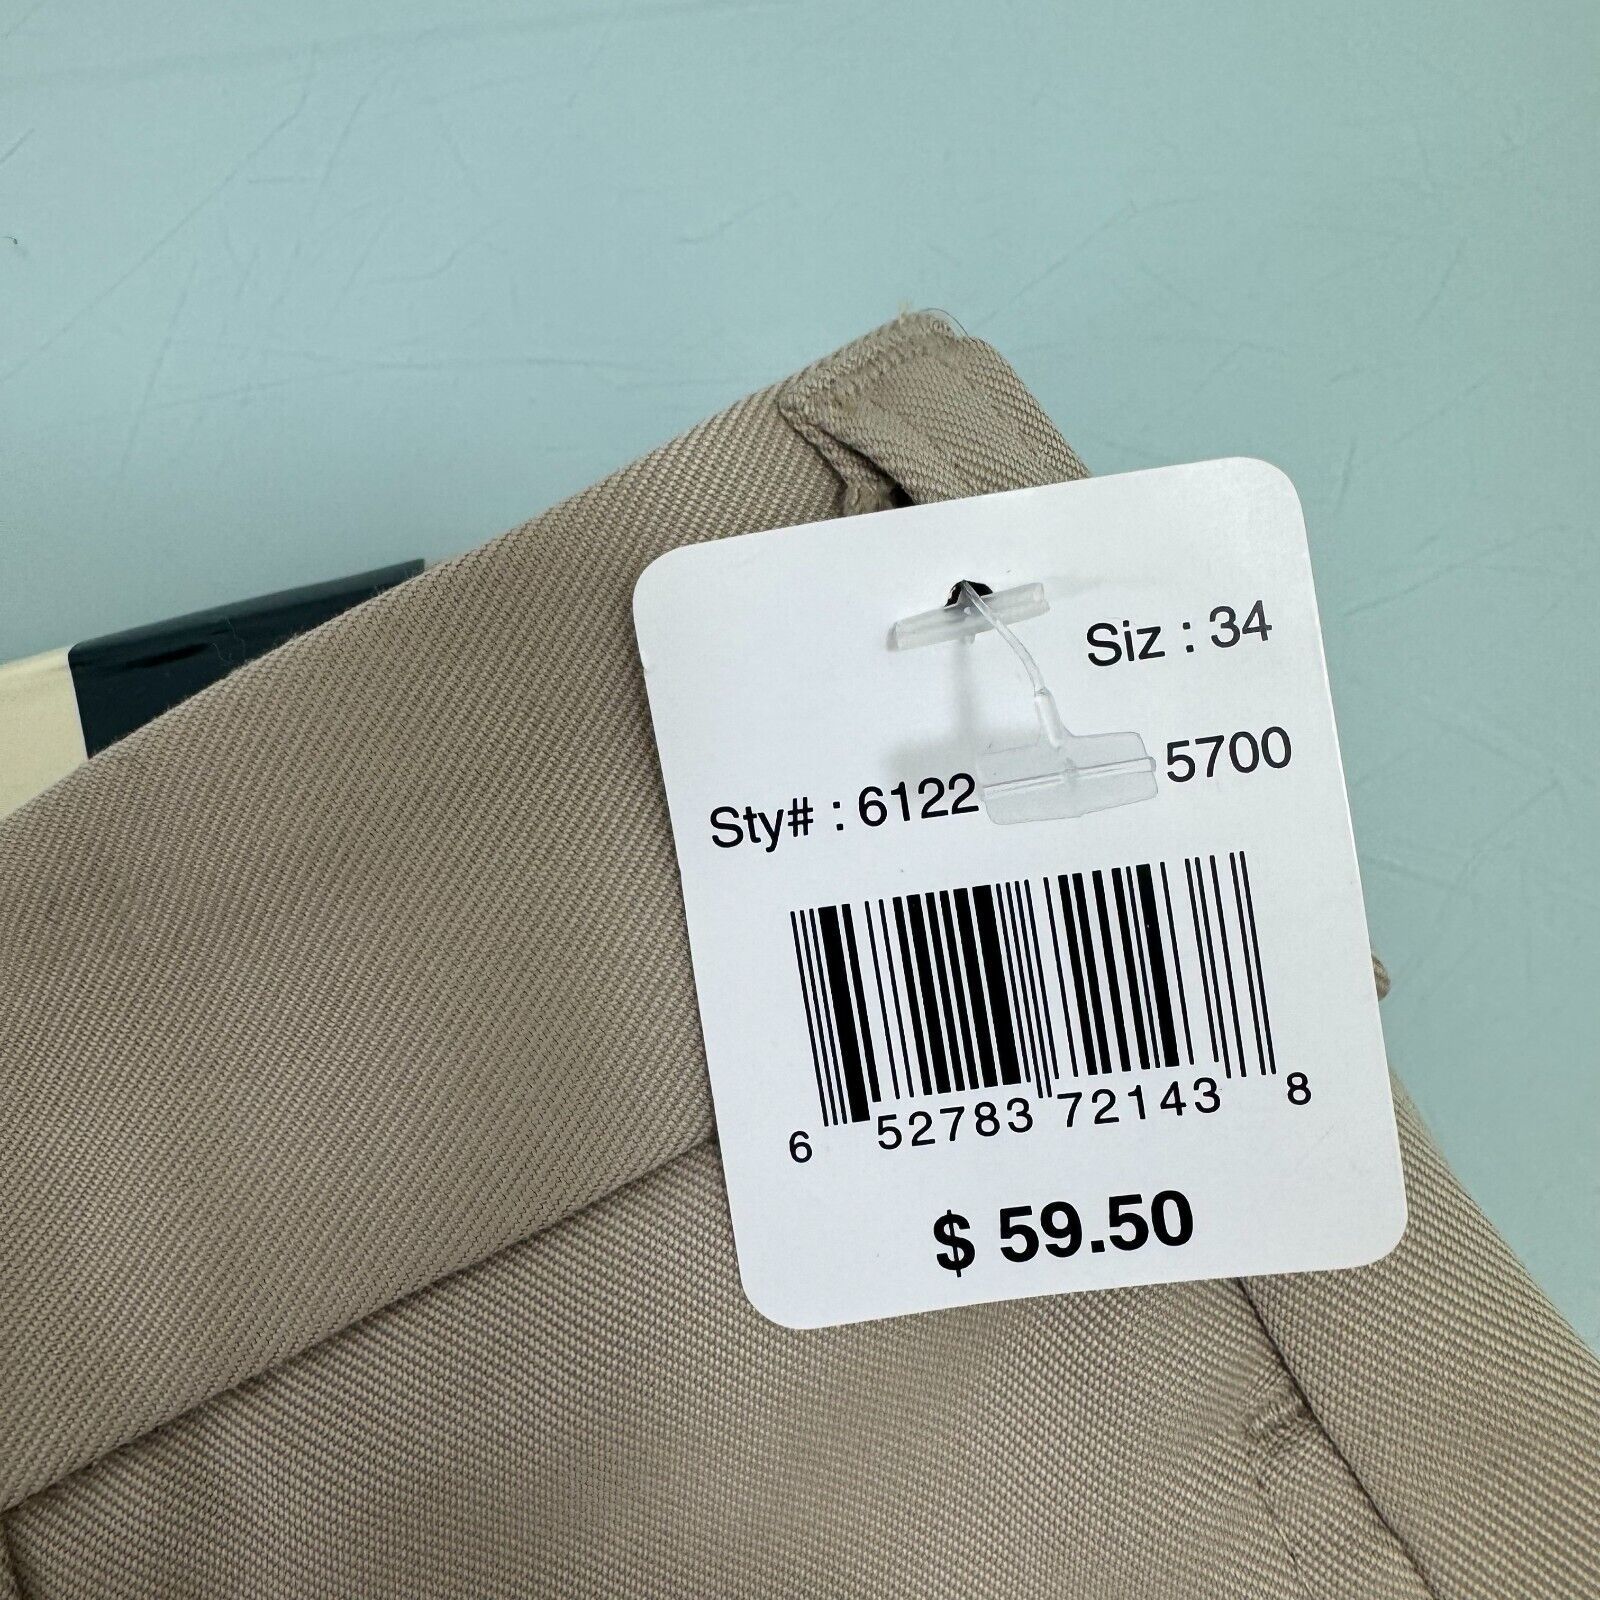 Siz : 34
Sty# : 6122 5700
6 52783 72143 8
$ 59.50